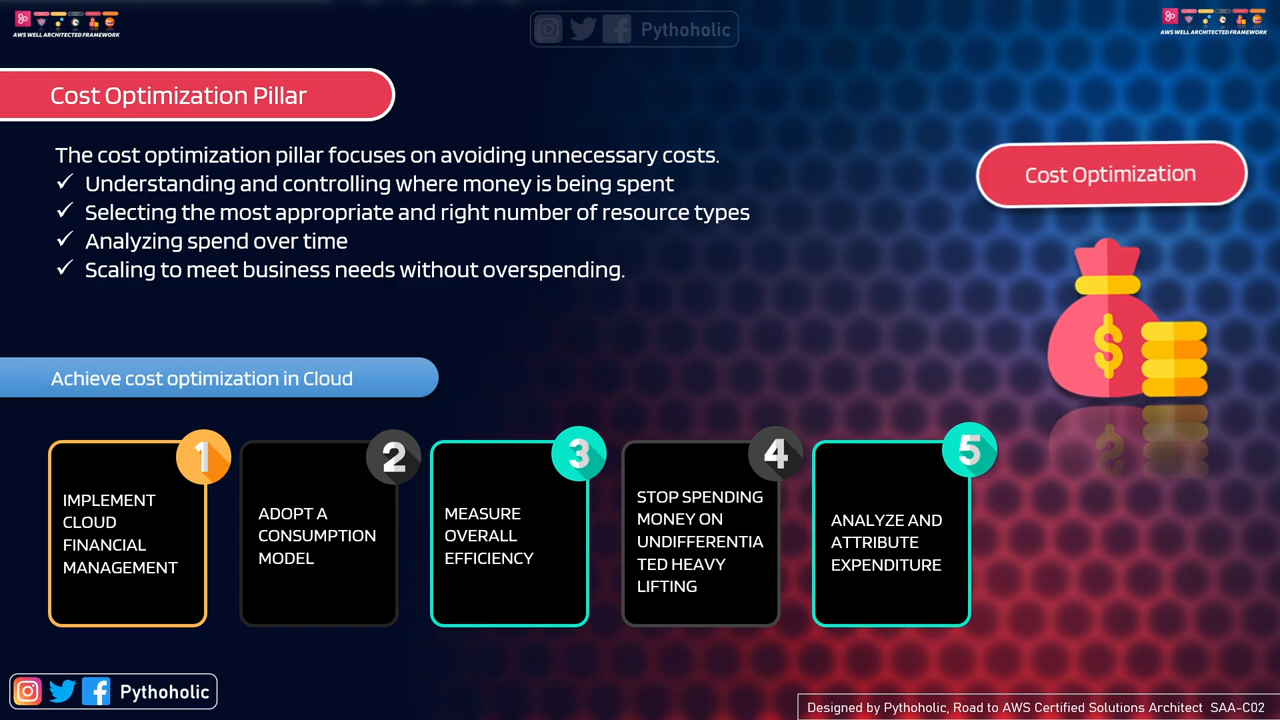 AWS WELL ARCHITECTED FRAMEWORK
Pythoholic
AWS WELL ARCHITECTED FRAMEWORK
Cost Optimization Pillar
The cost optimization pillar focuses on avoiding unnecessary costs.
✓ Understanding and controlling where money is being spent
✓ Selecting the most appropriate and right number of resource types
✓ Analyzing spend over time
✓ Scaling to meet business needs without overspending.
Cost Optimization
$
Achieve cost optimization in Cloud
1
IMPLEMENT
CLOUD
FINANCIAL
MANAGEMENT
2
ADOPT A
CONSUMPTION
MODEL
3
MEASURE
OVERALL
EFFICIENCY
4
STOP SPENDING
MONEY ON
UNDIFFERENTIA
TED HEAVY
LIFTING
5
ANALYZE AND
ATTRIBUTE
EXPENDITURE
Pythoholic
Designed by Pythoholic, Road to AWS Certified Solutions Architect SAA-C02